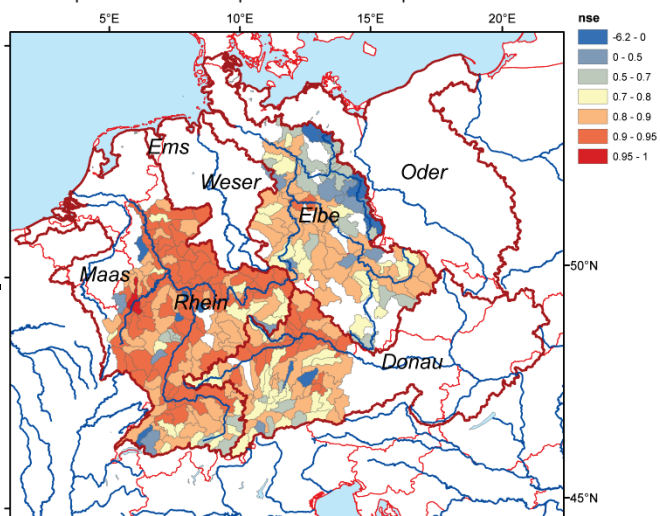 5°E 10°E 15°E 20°E
nse
-6.2 - 0
0 - 0.5
0.5 - 0.7
0.7 - 0.8
0.8 - 0.9
0.9 - 0.95
0.95 - 1
Ems
Weser
Oder
Elbe
50°N
Maas
Rhein
Donau
45°N